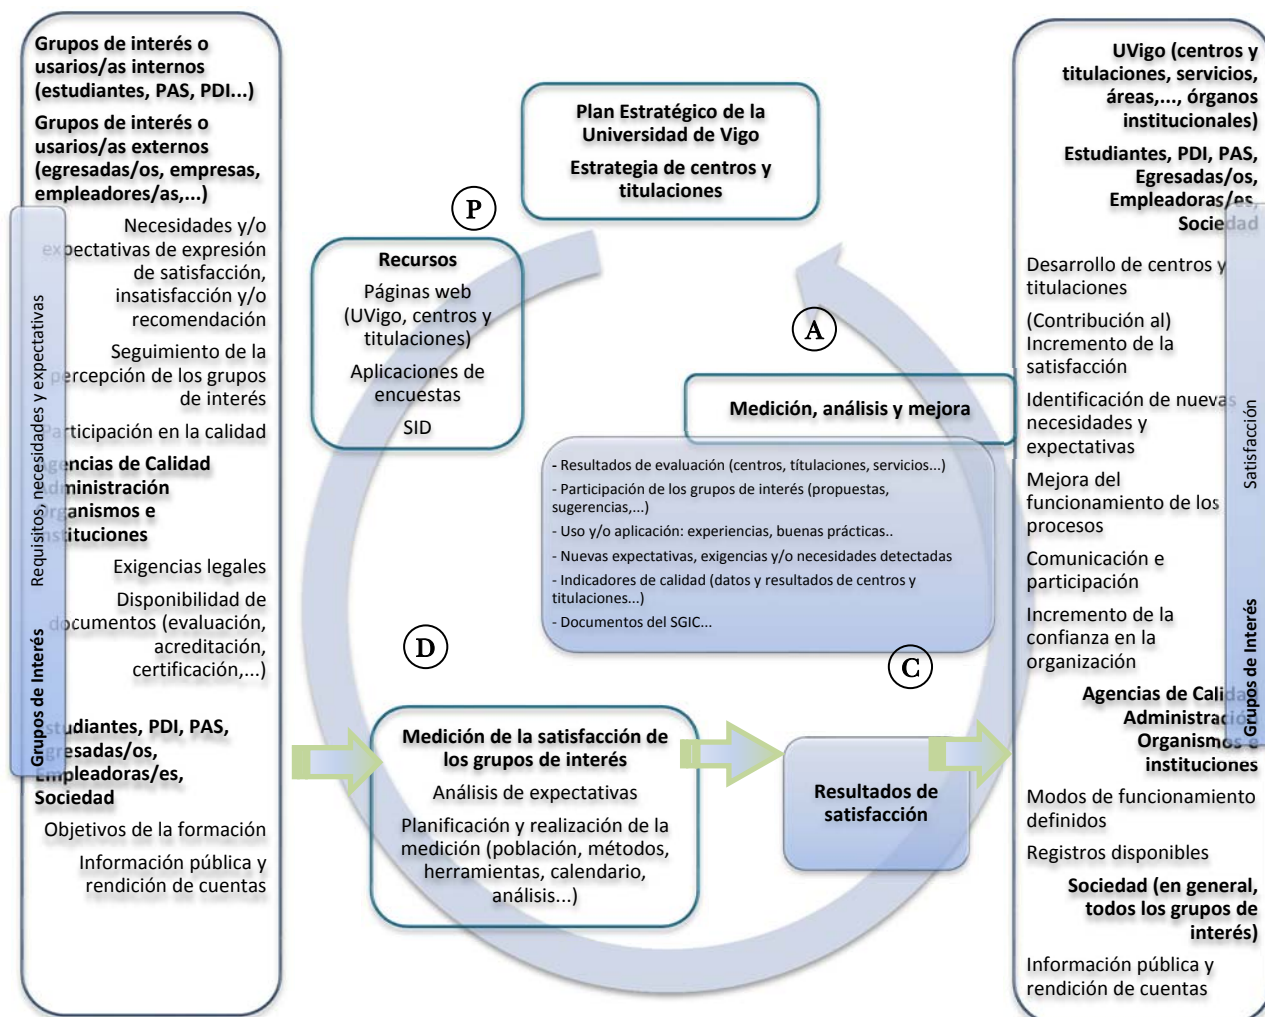 Grupos de interés o
usarios/as internos
(estudiantes, PAS, PDI...)
Grupos de interés o
usarios/as externos
(egresadas/os, empresas,
empleadores/as,...)
Necesidades y/o
expectativas de expresión
de satisfacción,
insatisfacción y/o
recomendación
Seguimiento de la
percepción de los grupos
de interés
Participación en la calidad
Agencias de Calidad
Administración
Organismos e
instituciones
Exigencias legales
Disponibilidad de
documentos (evaluación,
acreditación,
certificación,...)
Estudiantes, PDI, PAS,
Egresadas/os,
Empleadoras/es,
Sociedad
Objetivos de la formación
Información pública y
rendición de cuentas
Grupos de Interés
Requisitos, necesidades y expectativas
Plan Estratégico de la
Universidad de Vigo
Estrategia de centros y
titulaciones
P
Recursos
Páginas web
(UVigo, centros y
titulaciones)
Aplicaciones de
encuestas
SID
A
Medición, análisis y mejora
- Resultados de evaluación (centros, títulaciones, servicios...)
- Participación de los grupos de interés (propuestas,
sugerencias,...)
- Uso y/o aplicación: experiencias, buenas prácticas..
- Nuevas expectativas, exigencias y/o necesidades detectadas
- Indicadores de calidad (datos y resultados de centros y
titulaciones...)
- Documentos del SGIC...
D
C
Medición de la satisfacción de
los grupos de interés
Análisis de expectativas
Planificación y realización de la
medición (población, métodos,
herramientas, calendario,
análisis...)
Resultados de
satisfacción
UVigo (centros y
titulaciones, servicios,
áreas,..., órganos
institucionales)
Estudiantes, PDI, PAS,
Egresadas/os,
Empleadoras/es,
Sociedad
Desarrollo de centros y
titulaciones
(Contribución al)
Incremento de la
satisfacción
Identificación de nuevas
necesidades y
expectativas
Mejora del
funcionamiento de los
procesos
Comunicación e
participación
Incremento de la
confianza en la
organización
Agencias de Calidad
Administración
Organismos e
instituciones
Modos de funcionamiento
definidos
Registros disponibles
Sociedad (en general,
todos los grupos de
interés)
Información pública y
rendición de cuentas
Grupos de Interés
Satisfacción